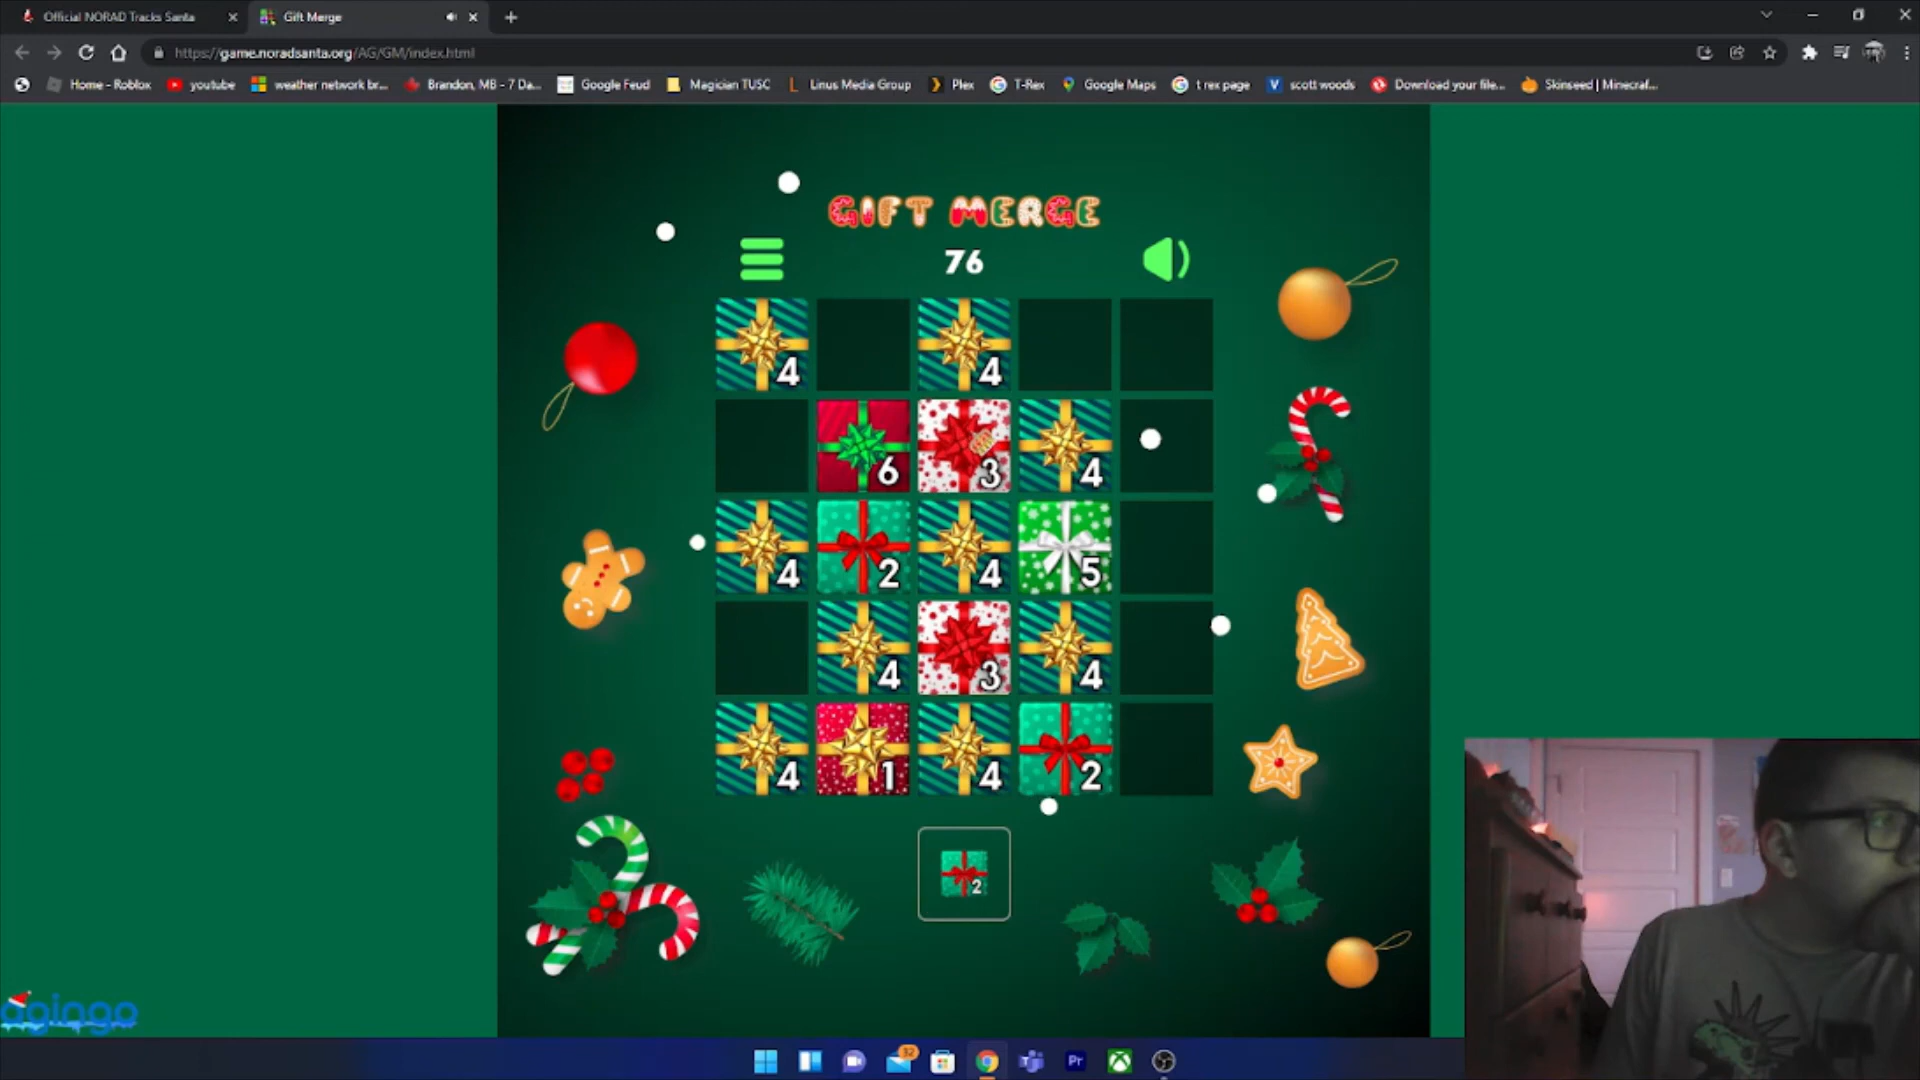 Official NORAD Tracks Santa
Gift Merge
https://game.noradsanta.org/AG/GM/index.html
Home - Roblox
youtube
weather network br...
Brandon, MB - 7 Da...
Google Feud
Magician TUSC
Linus Media Group
Plex
T-Rex
Google Maps
t rex page
scott woods
Download your file...
Skinseed | Minecraf...
GIFT MERGE
76
4 4
6 3 4
4 2 4 5
4 3 4
4 1 4 2
2
agingo
32
Pr